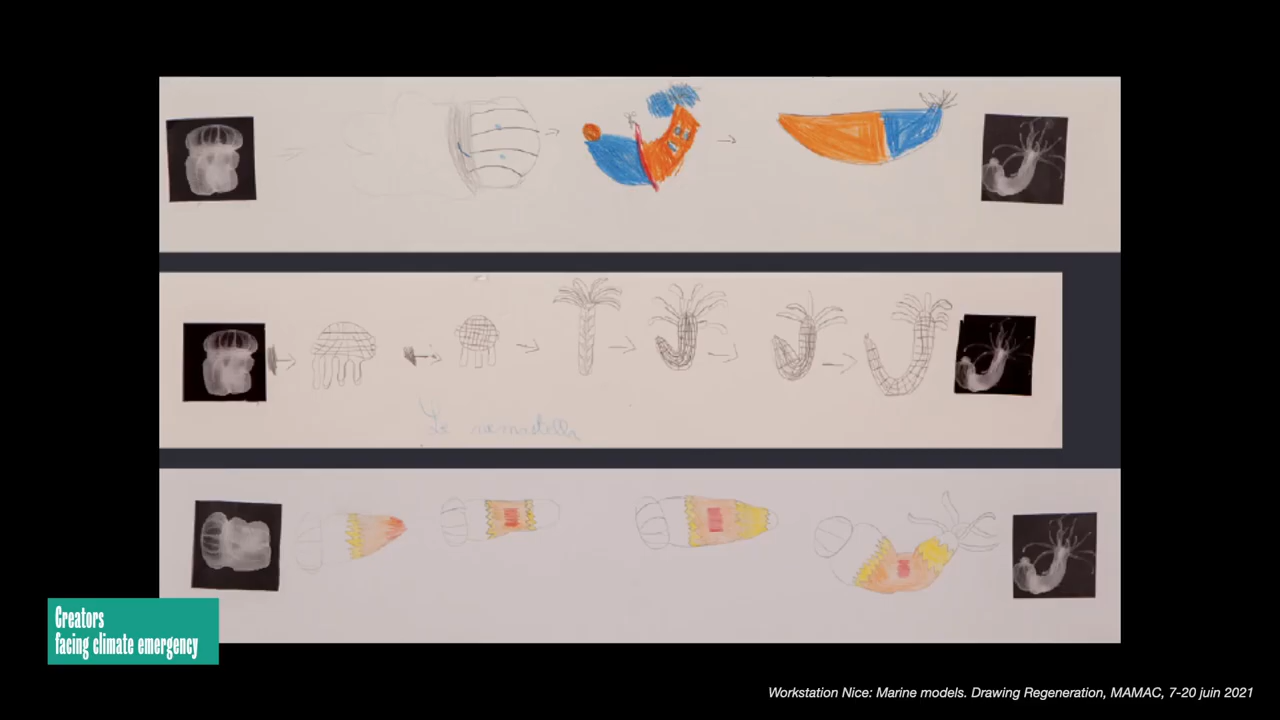 Creators
facing climate emergency
Workstation Nice: Marine models. Drawing Regeneration, MAMAC, 7-20 juin 2021